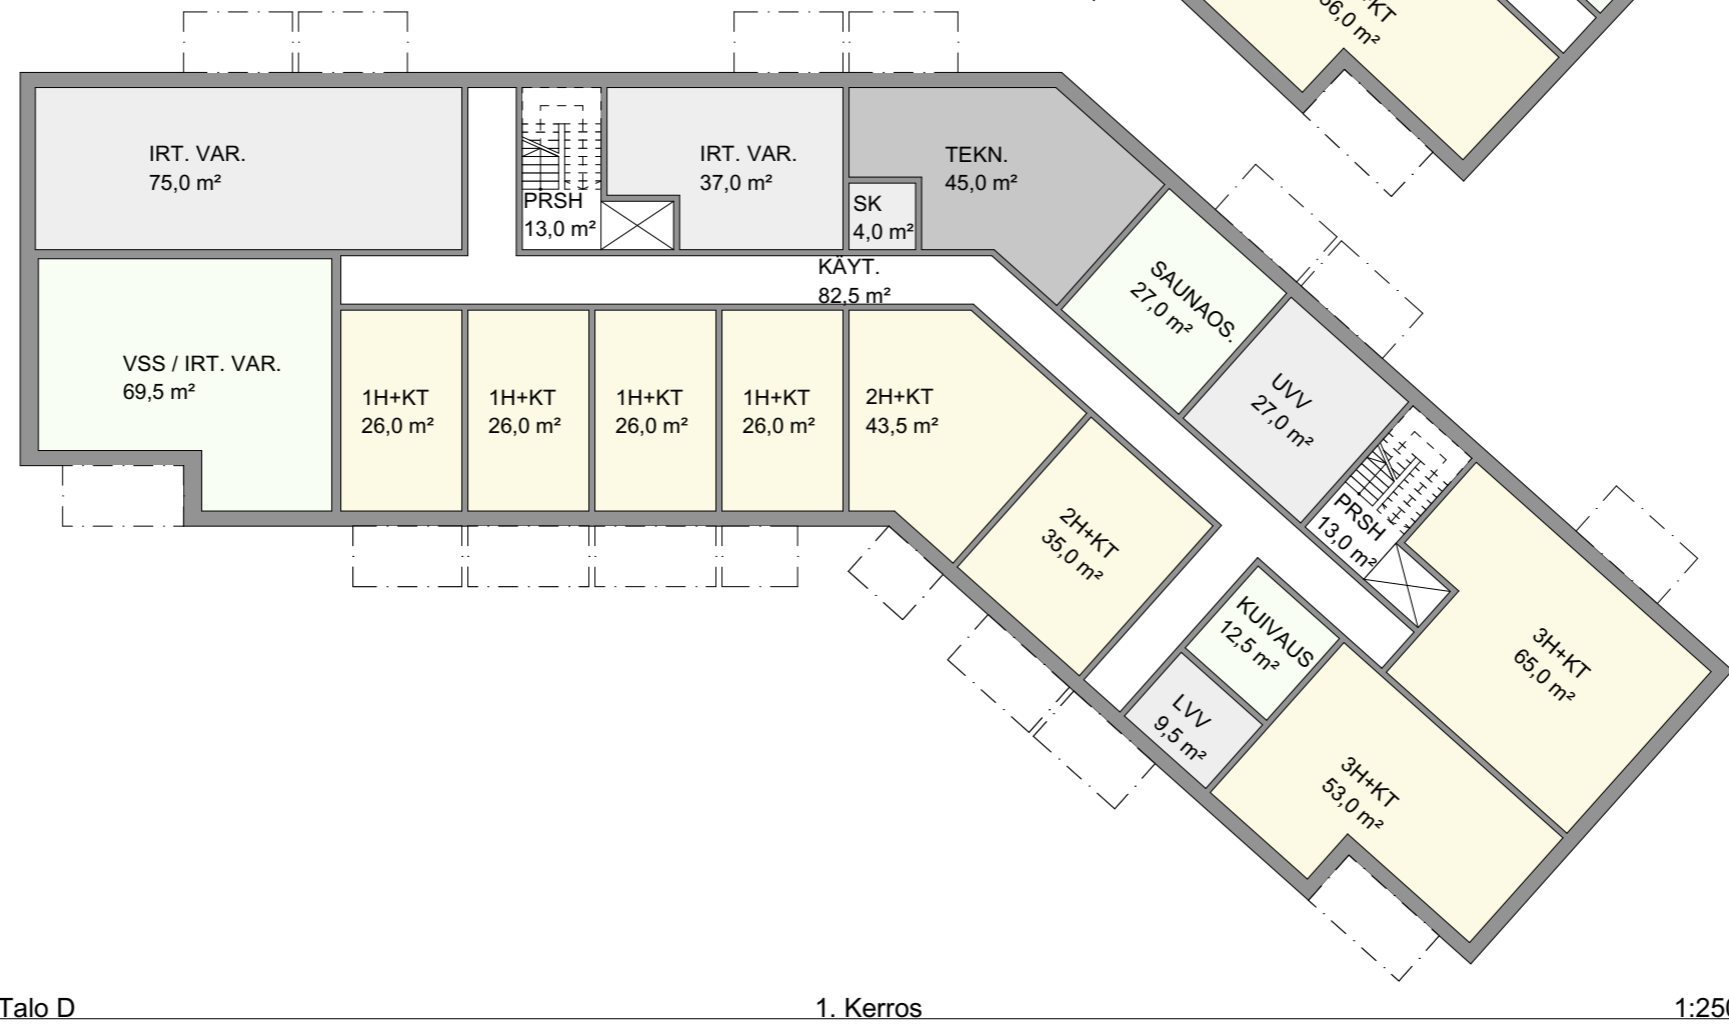 IRT. VAR.
75,0 m²
PRSH
13,0 m²
IRT. VAR.
37,0 m²
TEKN.
45,0 m²
SK
4,0 m²
KÄYT.
82,5 m²
SAUNAOS.
27,0 m²
UVV
27,0 m²
PRSH
13,0 m²
VSS / IRT. VAR.
69,5 m²
1H+KT
26,0 m²
1H+KT
26,0 m²
1H+KT
26,0 m²
1H+KT
26,0 m²
2H+KT
43,5 m²
2H+KT
35,0 m²
KUIVAUS
12,5 m²
LVV
9,5 m²
3H+KT
65,0 m²
3H+KT
53,0 m²
Talo D
1. Kerros